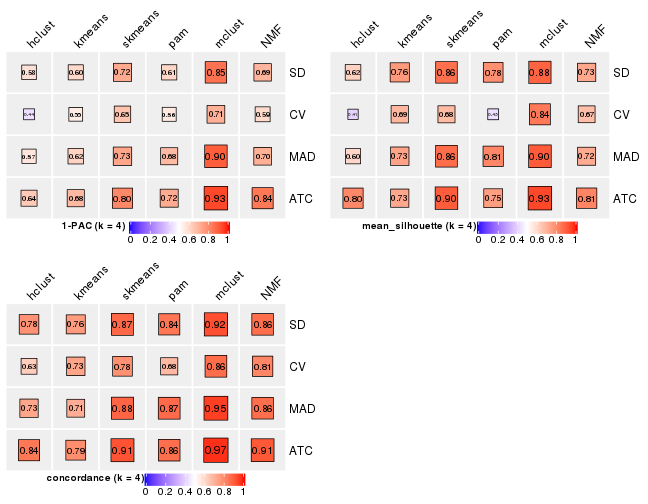 hclust kmeans skmeans pam mclust NMF
0.58 0.60 0.72 0.61 0.85 0.69 SD
0.44 0.55 0.65 0.56 0.71 0.59 CV
0.57 0.62 0.73 0.68 0.90 0.70 MAD
0.64 0.68 0.80 0.72 0.93 0.84 ATC
1-PAC (k = 4)
0 0.2 0.4 0.6 0.8 1
hclust kmeans skmeans pam mclust NMF
0.62 0.76 0.86 0.78 0.88 0.73 SD
0.69 0.68 0.84 0.67 CV
0.60 0.73 0.86 0.81 0.90 0.72 MAD
0.80 0.73 0.90 0.75 0.93 0.81 ATC
mean_silhouette (k = 4)
0 0.2 0.4 0.6 0.8 1
hclust kmeans skmeans pam mclust NMF
0.78 0.76 0.87 0.84 0.92 0.86 SD
0.63 0.73 0.78 0.68 0.86 0.81 CV
0.73 0.71 0.88 0.87 0.95 0.86 MAD
0.84 0.79 0.91 0.86 0.97 0.91 ATC
concordance (k = 4)
0 0.2 0.4 0.6 0.8 1